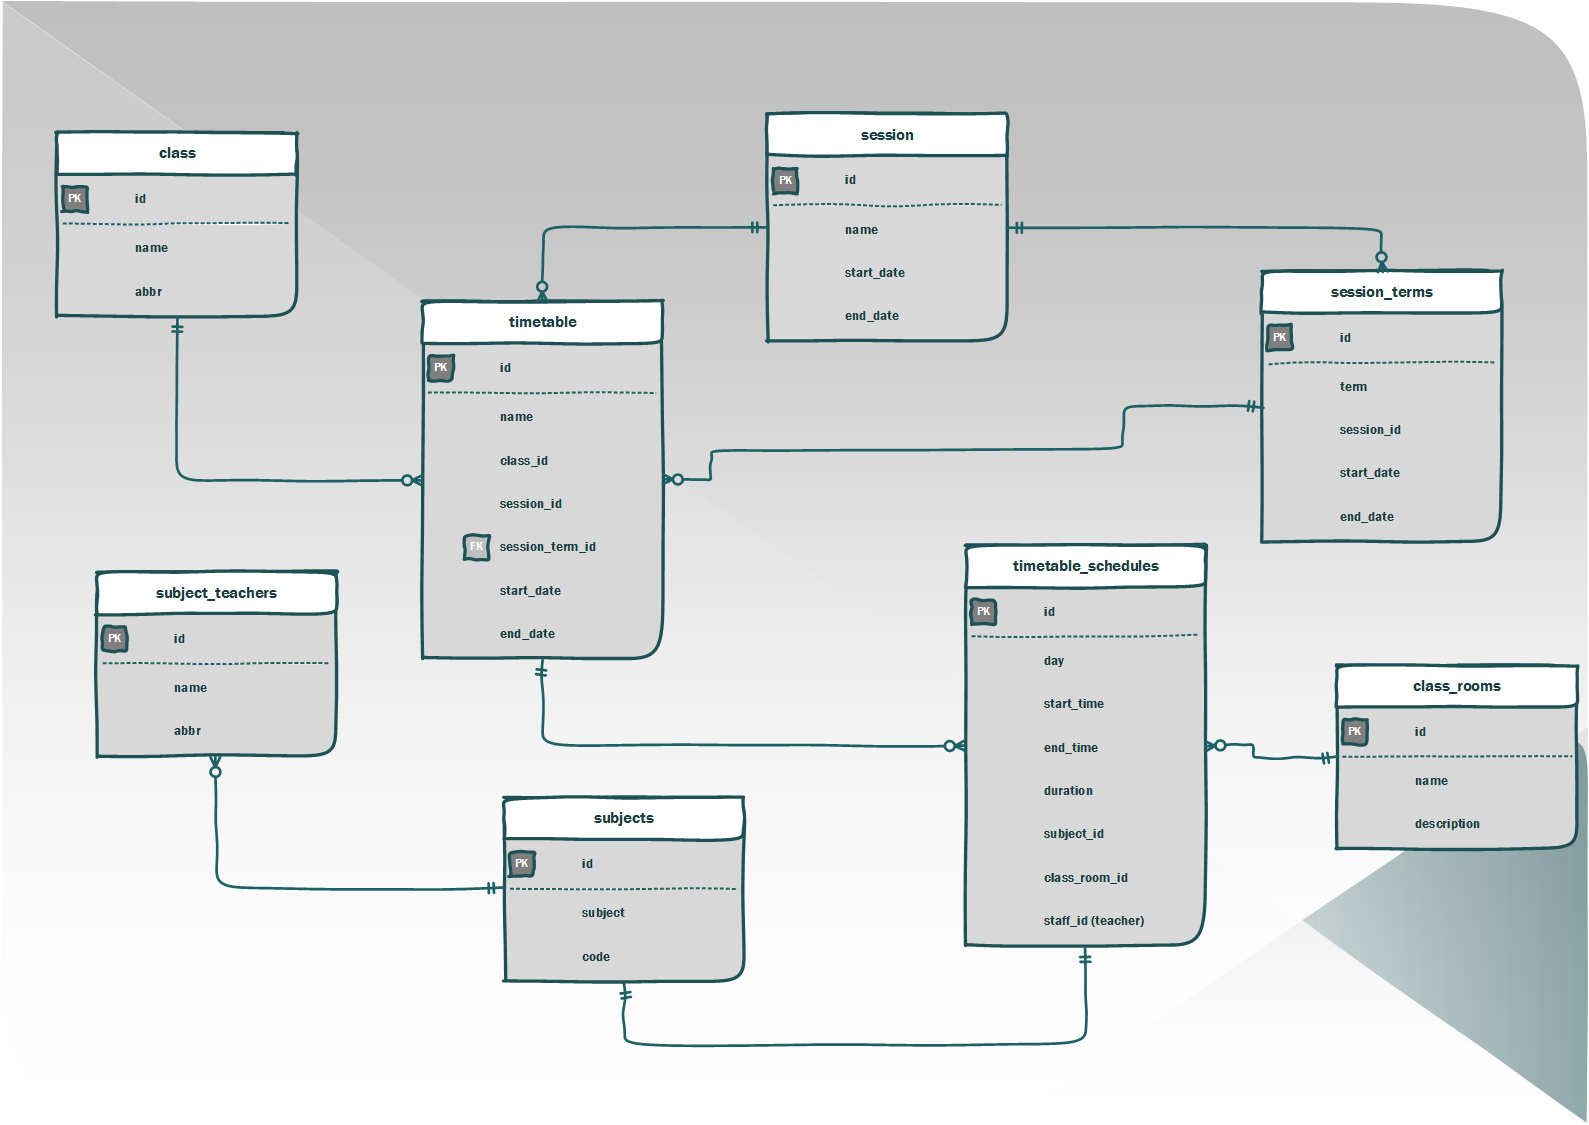 class
PK id
name
abbr
session
PK id
name
start_date
end_date
session_terms
PK id
term
session_id
start_date
end_date
timetable
PK id
name
class_id
session_id
FK session_term_id
start_date
end_date
subject_teachers
PK id
name
abbr
timetable_schedules
PK id
day
start_time
end_time
duration
subject_id
class_room_id
staff_id (teacher)
class_rooms
PK id
name
description
subjects
PK id
subject
code